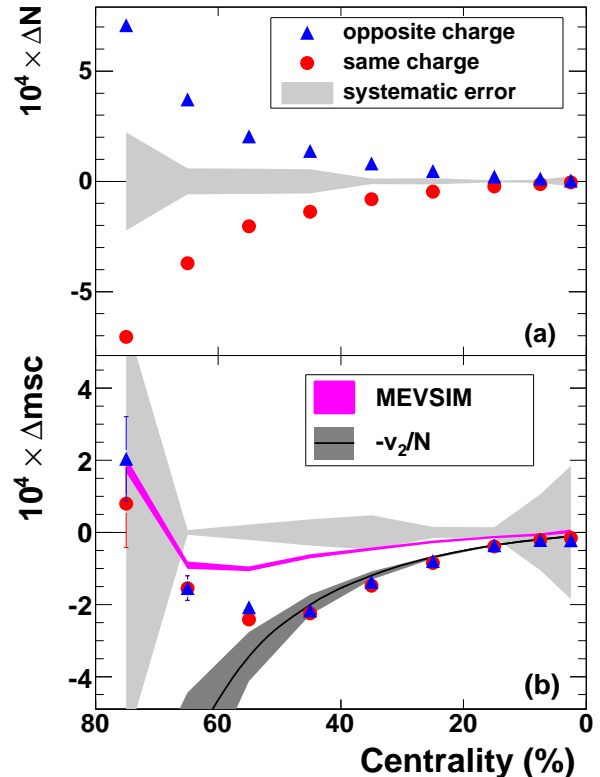 10⁴ × ΔN
opposite charge
same charge
systematic error
5
0
-5
(a)
10⁴ × Δmsc
MEVSIM
-v₂/N
4
2
0
-2
-4
(b)
80 60 40 20 0
Centrality (%)